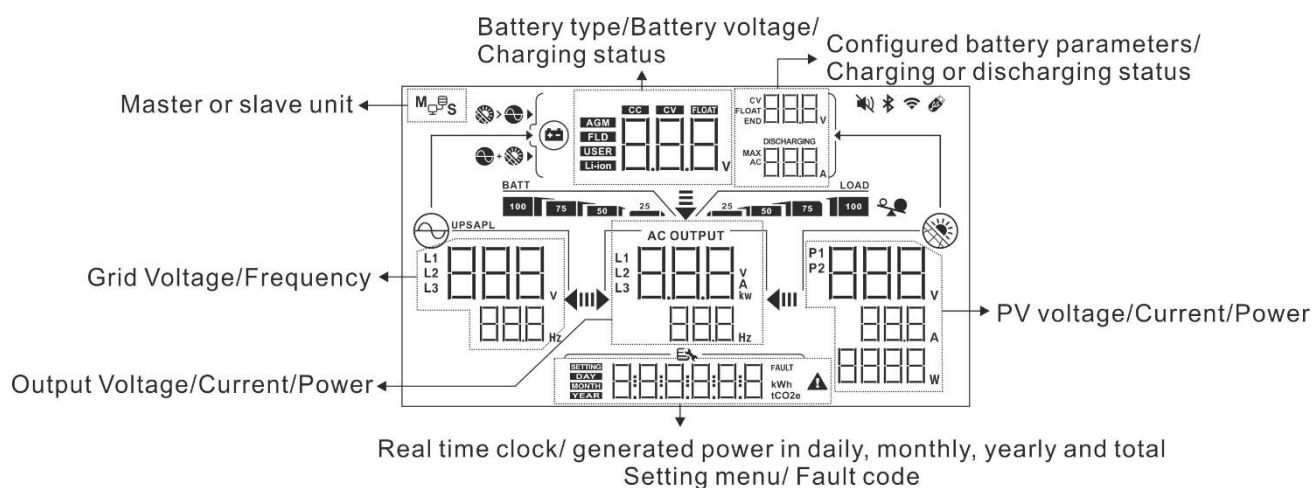 Battery type/Battery voltage/
Charging status
Configured battery parameters/
Charging or discharging status
Master or slave unit
M S
CC CV FLOAT
AGM
FLD
USER
Li-ion
V
CV
FLOAT
END
V
DISCHARGING
MAX
AC
A
BATT
LOAD
100 75 50 25
25 50 75 100
UPSAPL
AC OUTPUT
L1
L2
L3
V
Hz
L1
L2
L3
V
A
kw
Hz
P1
P2
V
A
W
Grid Voltage/Frequency
PV voltage/Current/Power
Output Voltage/Current/Power
SETTING
DAY
MONTH
YEAR
FAULT
kWh
tCO2e
Real time clock/ generated power in daily, monthly, yearly and total
Setting menu/ Fault code